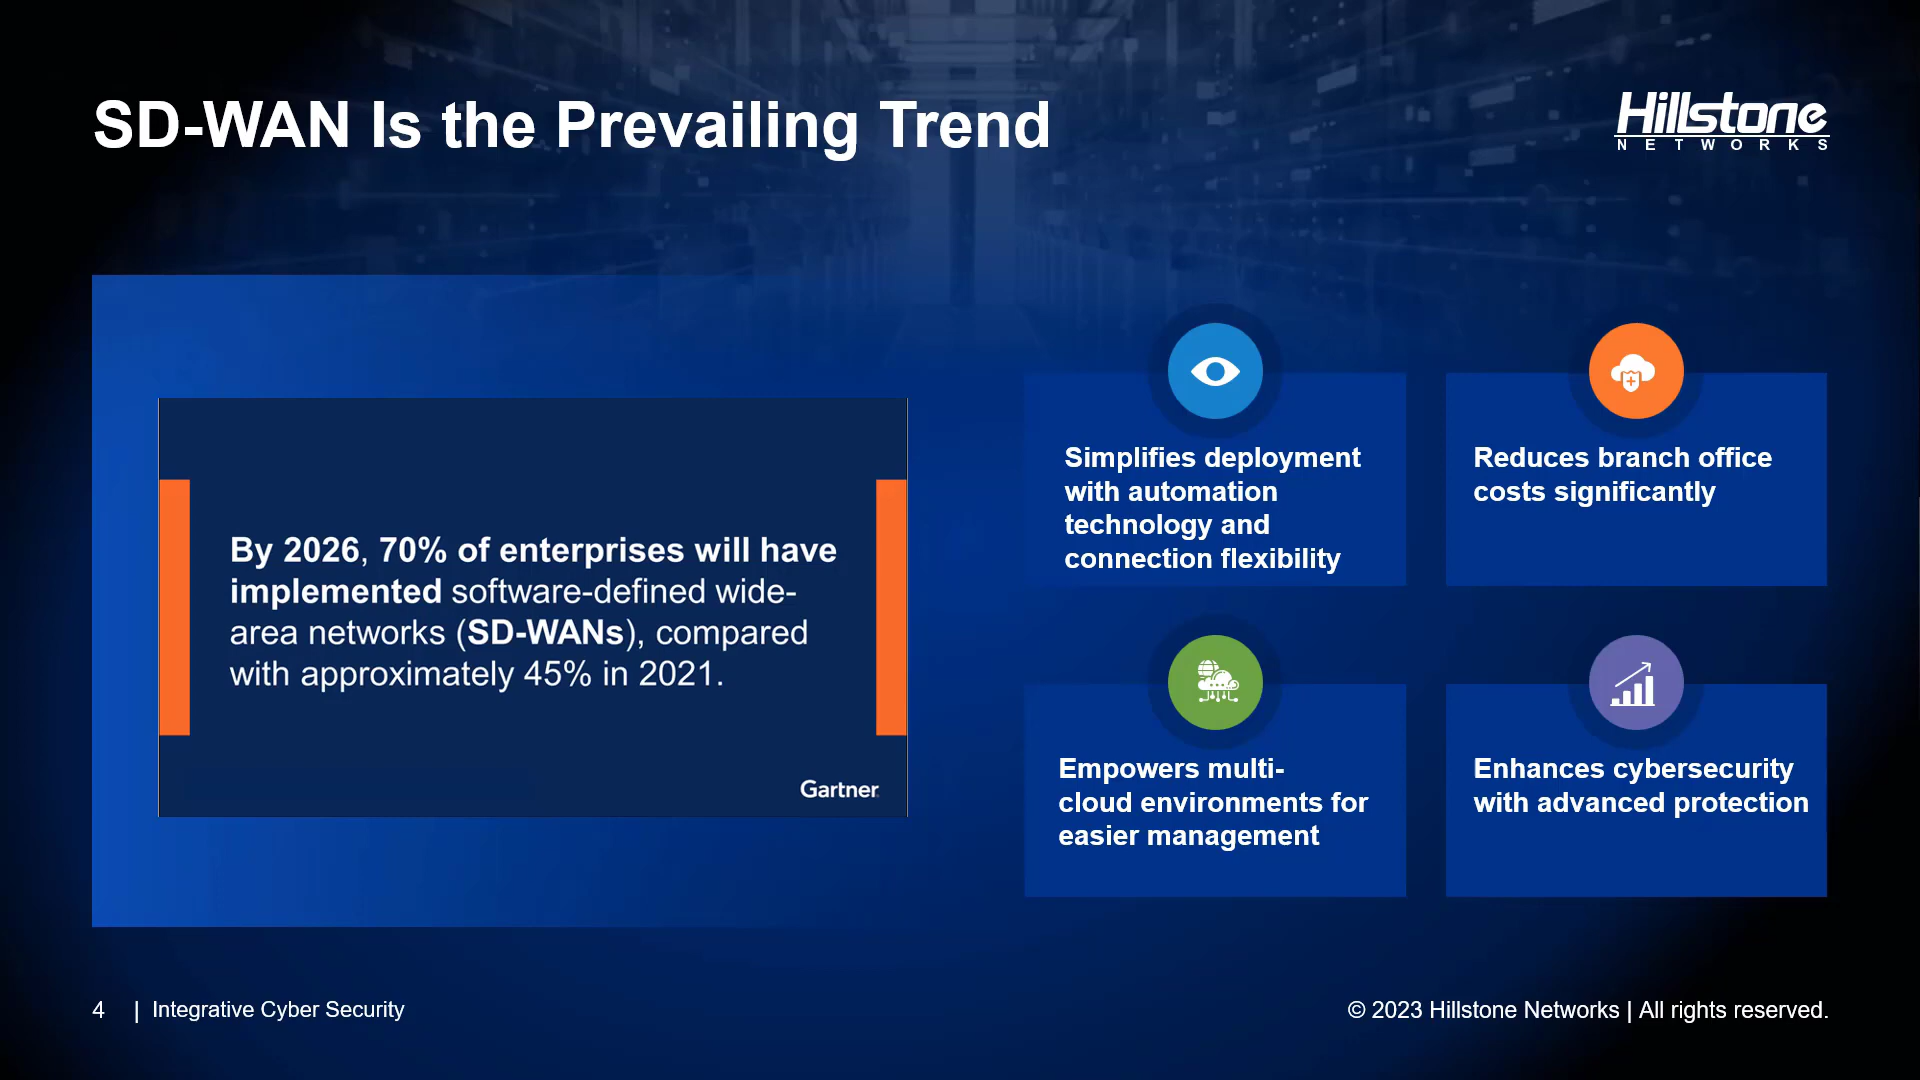 SD-WAN Is the Prevailing Trend
Hillstone
NETWORKS
By 2026, 70% of enterprises will have
implemented software-defined wide-
area networks (SD-WANs), compared
with approximately 45% in 2021.
Gartner
Simplifies deployment
with automation
technology and
connection flexibility
Reduces branch office
costs significantly
Empowers multi-
cloud environments for
easier management
Enhances cybersecurity
with advanced protection
4 | Integrative Cyber Security
© 2023 Hillstone Networks | All rights reserved.